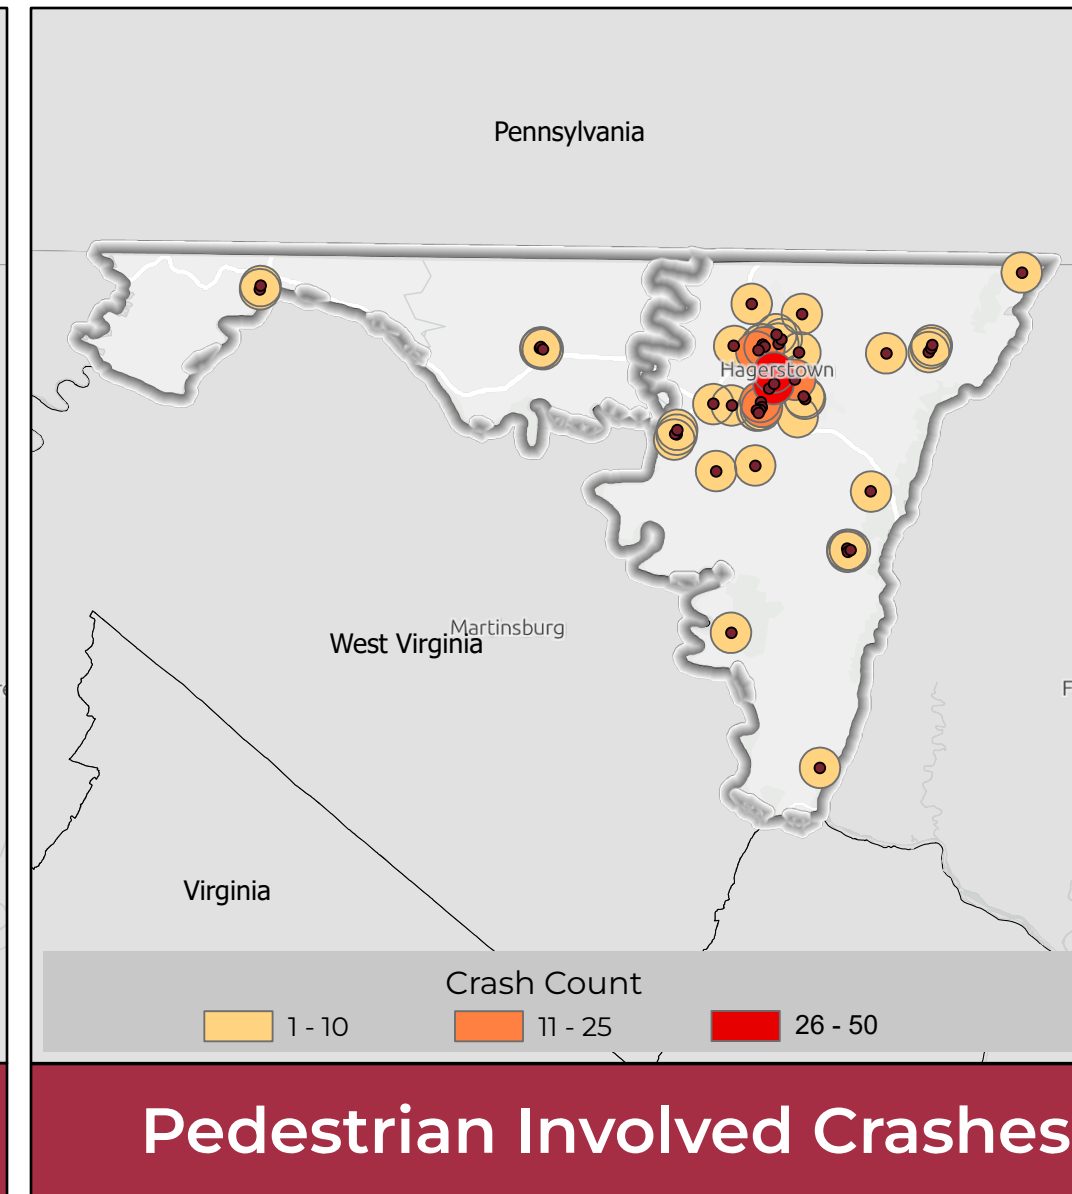 Pennsylvania
Hagerstown
Martinsburg
West Virginia
Virginia
Crash Count
1 - 10
11 - 25
26 - 50
Pedestrian Involved Crashes